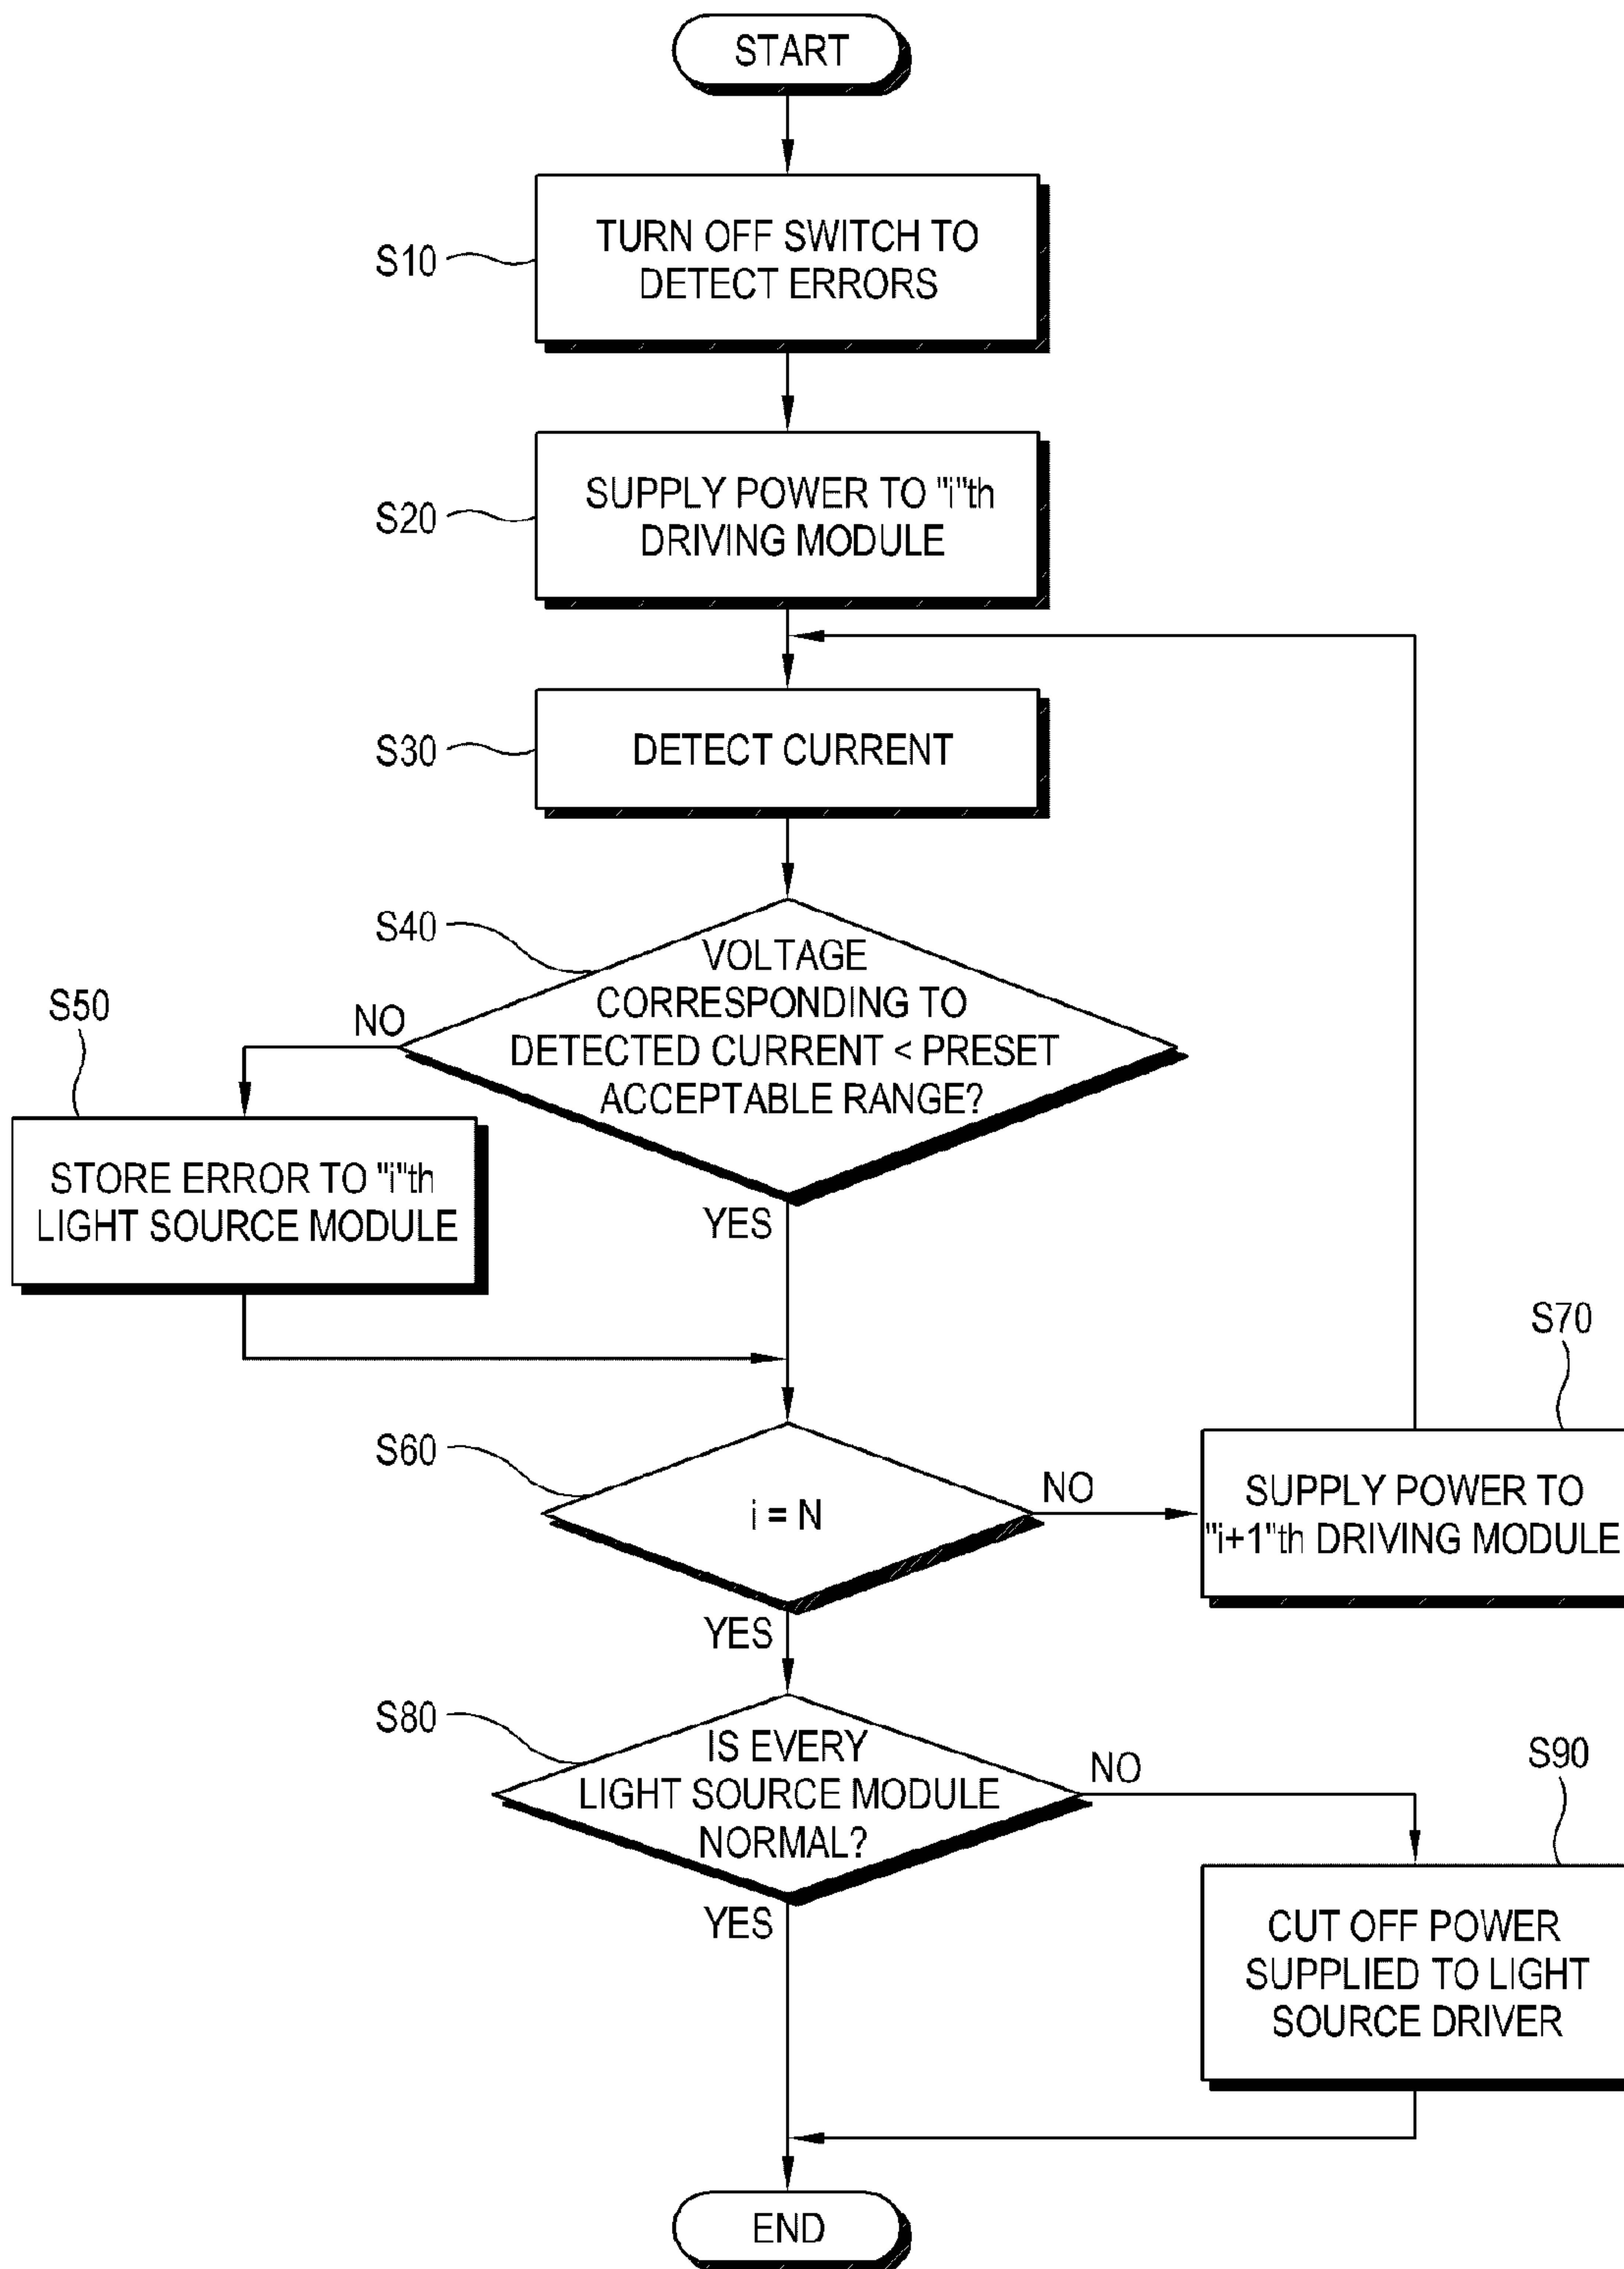 START
S10
TURN OFF SWITCH TO
DETECT ERRORS
S20
SUPPLY POWER TO "i"th
DRIVING MODULE
S30
DETECT CURRENT
S40
VOLTAGE
CORRESPONDING TO
DETECTED CURRENT < PRESET
ACCEPTABLE RANGE?
NO
YES
S50
STORE ERROR TO "i"th
LIGHT SOURCE MODULE
S60
i = N
NO
YES
S70
SUPPLY POWER TO
"i+1"th DRIVING MODULE
S80
IS EVERY
LIGHT SOURCE MODULE
NORMAL?
NO
YES
S90
CUT OFF POWER
SUPPLIED TO LIGHT
SOURCE DRIVER
END